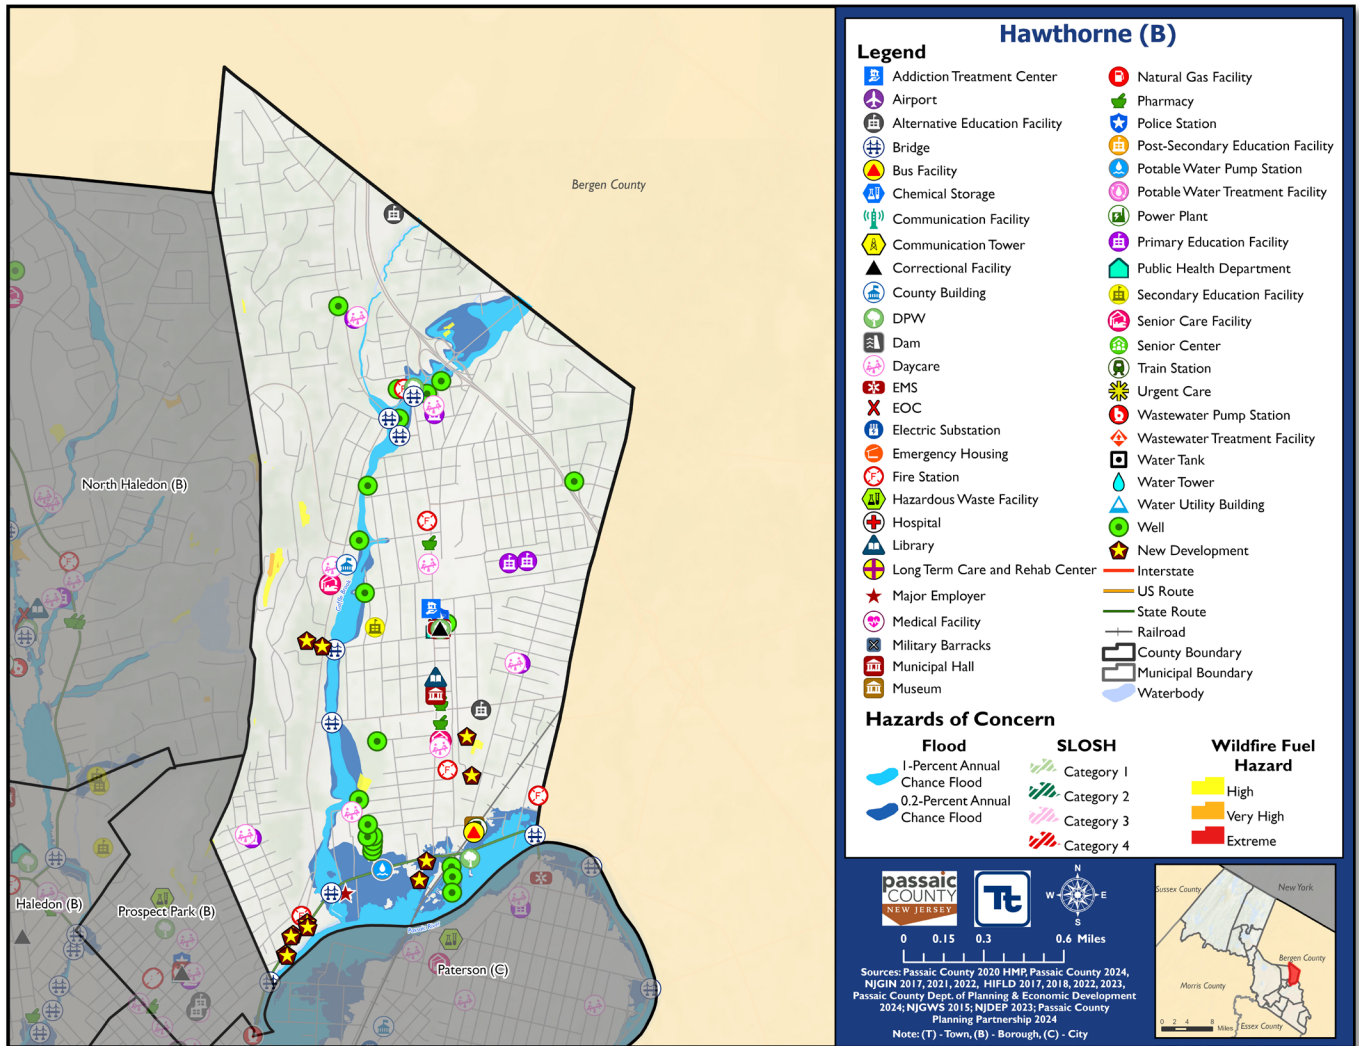 Hawthorne (B)
Legend
Addiction Treatment Center
Airport
Alternative Education Facility
Bridge
Bus Facility
Chemical Storage
Communication Facility
Communication Tower
Correctional Facility
County Building
DPW
Dam
Daycare
EMS
EOC
Electric Substation
Emergency Housing
Fire Station
Hazardous Waste Facility
Hospital
Library
Long Term Care and Rehab Center
Major Employer
Medical Facility
Military Barracks
Municipal Hall
Museum
Natural Gas Facility
Pharmacy
Police Station
Post-Secondary Education Facility
Potable Water Pump Station
Potable Water Treatment Facility
Power Plant
Primary Education Facility
Public Health Department
Secondary Education Facility
Senior Care Facility
Senior Center
Train Station
Urgent Care
Wastewater Pump Station
Wastewater Treatment Facility
Water Tank
Water Tower
Water Utility Building
Well
New Development
Interstate
US Route
State Route
Railroad
County Boundary
Municipal Boundary
Waterbody
Hazards of Concern
Flood
1-Percent Annual
Chance Flood
0.2-Percent Annual
Chance Flood
SLOSH
Category 1
Category 2
Category 3
Category 4
Wildfire Fuel
Hazard
High
Very High
Extreme
Bergen County
North Haledon (B)
Haledon (B)
Prospect Park (B)
Paterson (C)
Goffle Brook
Passaic River
passaic
COUNTY
NEW JERSEY
Tt
N
W E
S
0 0.15 0.3 0.6 Miles
Sources: Passaic County 2020 HMP, Passaic County 2024,
NJGIN 2017, 2021, 2022, HIFLD 2017, 2018, 2022, 2023,
Passaic County Dept. of Planning & Economic Development
2024; NJGWS 2015; NJDEP 2023; Passaic County
Planning Partnership 2024
Note: (T) - Town, (B) - Borough, (C) - City
Sussex County
New York
Bergen County
Morris County
Essex County
0 2 4 8 Miles